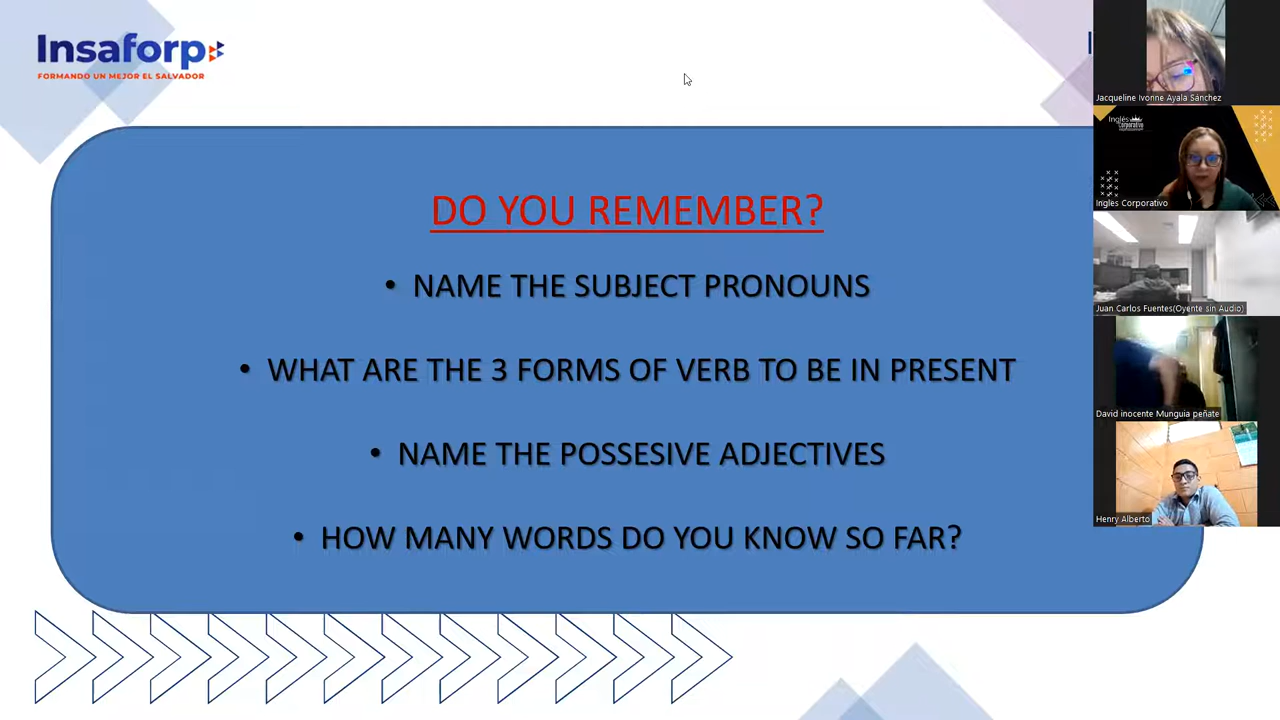 Insaforp
FORMANDO UN MEJOR EL SALVADOR
DO YOU REMEMBER?
• NAME THE SUBJECT PRONOUNS
• WHAT ARE THE 3 FORMS OF VERB TO BE IN PRESENT
• NAME THE POSSESIVE ADJECTIVES
• HOW MANY WORDS DO YOU KNOW SO FAR?
Jacqueline Ivonne Ayala Sánchez
Inglés
Corporativo
Ingles Corporativo
Juan Carlos Fuentes(Oyente sin Audio)
David inocente Munguia peñate
Henry Alberto